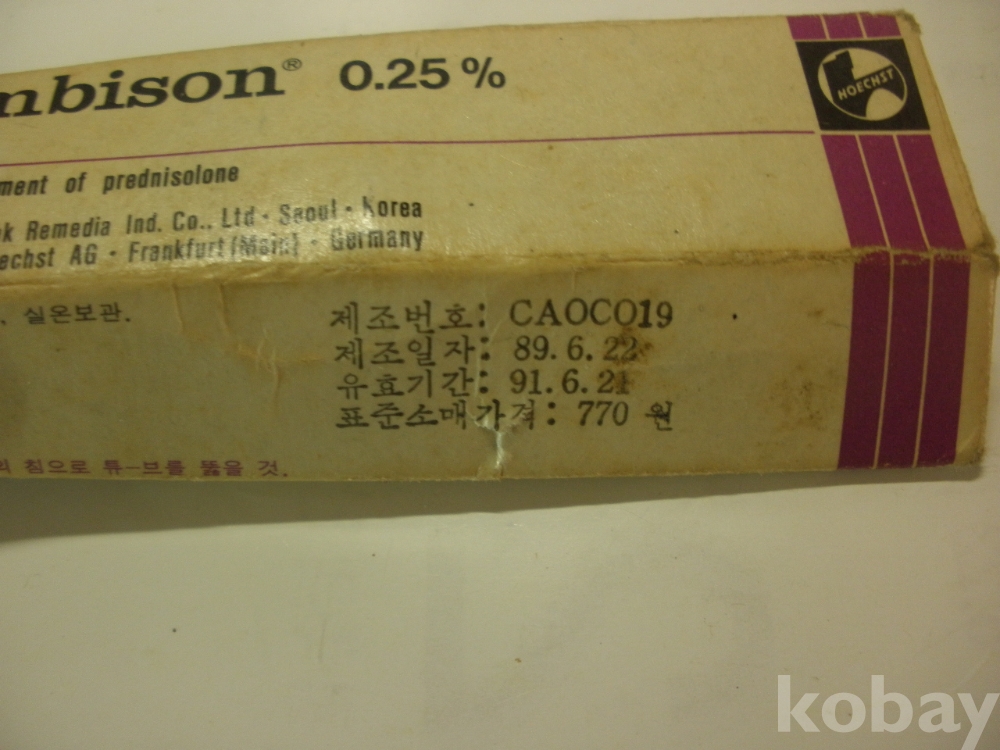 mbison® 0.25%
HOECHST
ment of prednisolone
k Remedia Ind. Co., Ltd · Seoul · Korea
echst AG · Frankfurt (Main) · Germany
. 실온보관.
제조번호: CAOCO19
제조일자: 89.6.22
유효기간: 91.6.21
표준소매가격: 770 원
의 침으로 튜-브를 뚫을 것.
kobay